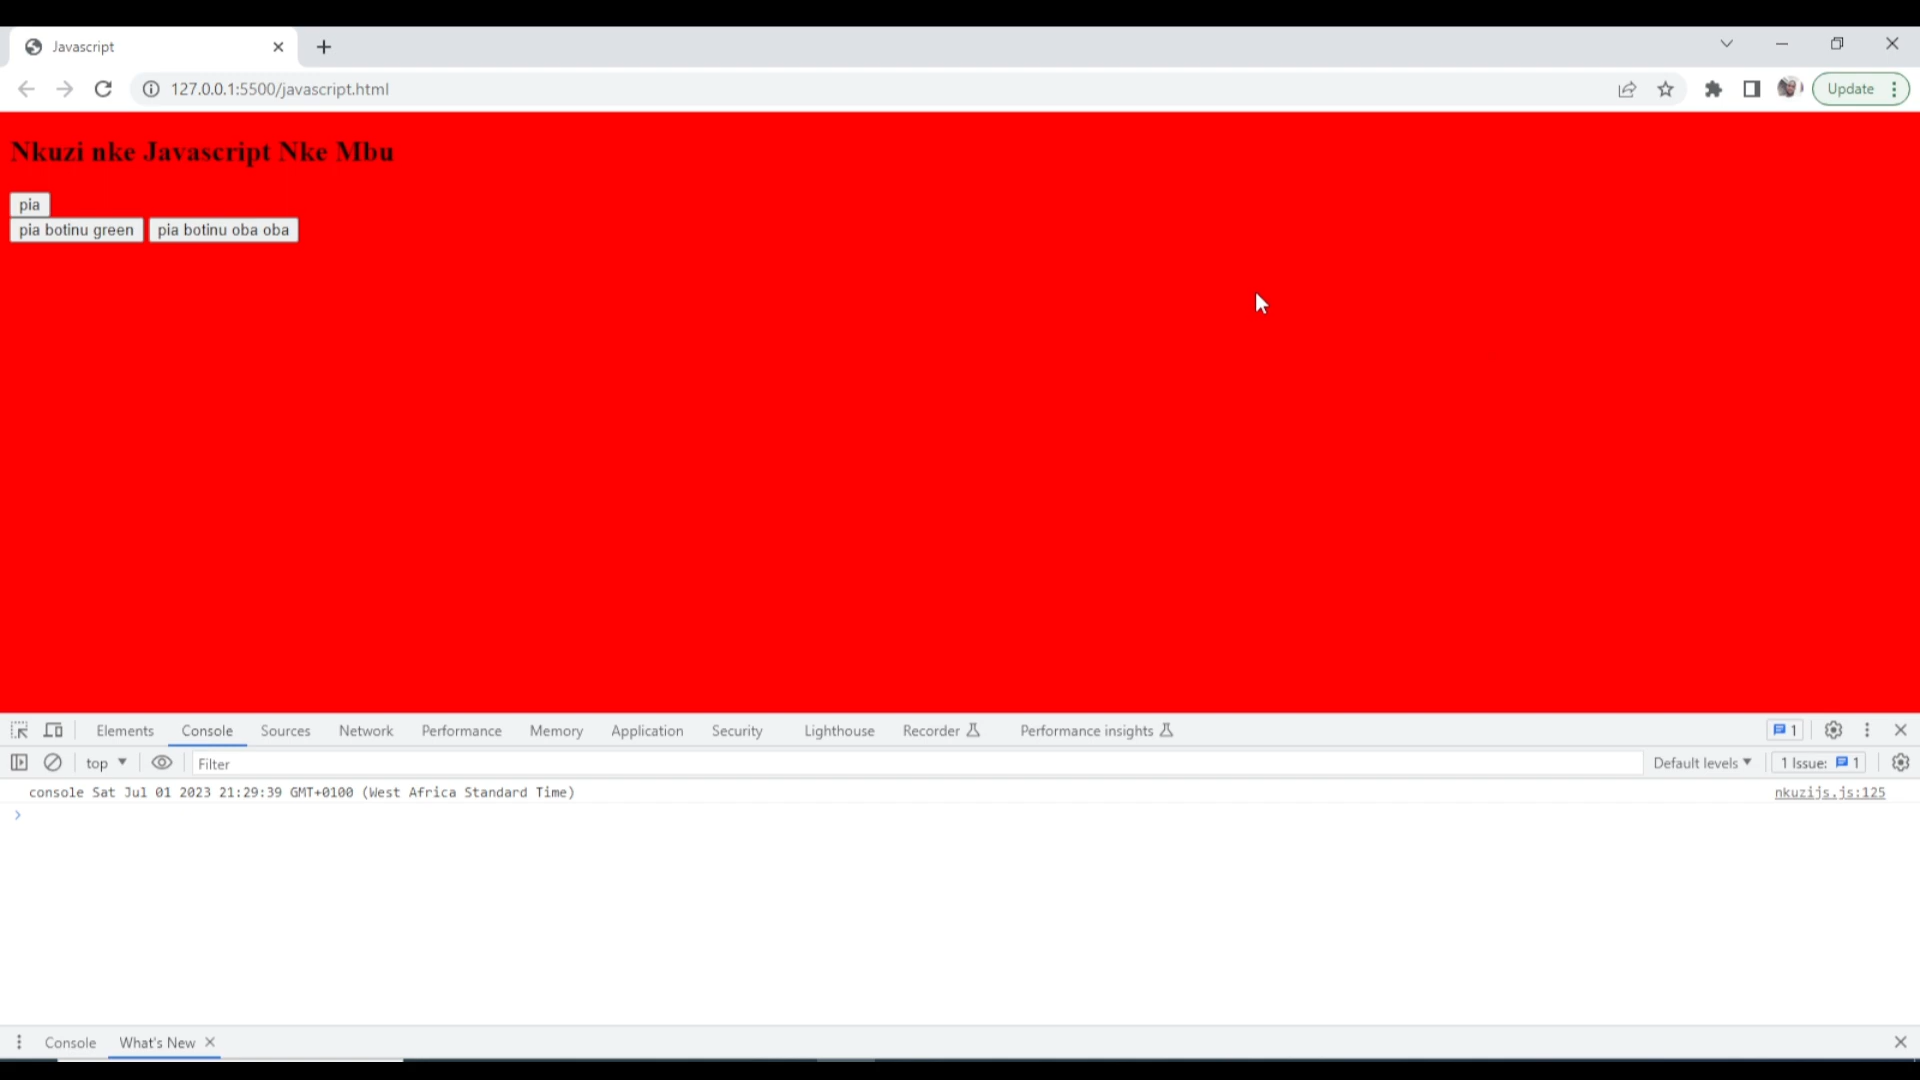 Javascript
127.0.0.1:5500/javascript.html
Update
Nkuzi nke Javascript Nke Mbu
pia
pia botinu green pia botinu oba oba
Elements Console Sources Network Performance Memory Application Security Lighthouse Recorder Performance insights 1
top Filter Default levels 1 Issue: 1
console Sat Jul 01 2023 21:29:39 GMT+0100 (West Africa Standard Time) nkuzijs.js:125
Console What's New